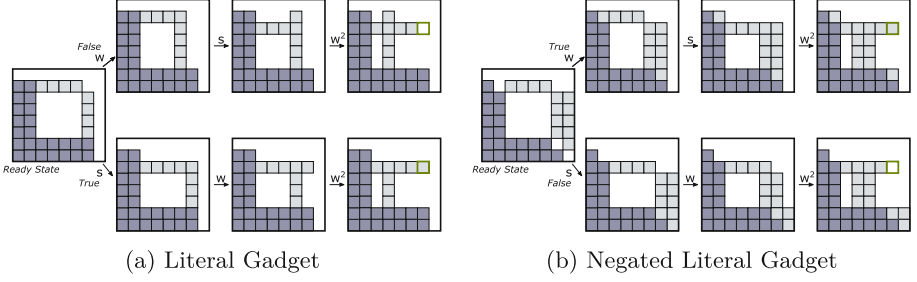 False
W
S
W²
Ready State
S
True
W
W²
(a) Literal Gadget
True
W
S
W²
Ready State
S
False
W
W²
(b) Negated Literal Gadget